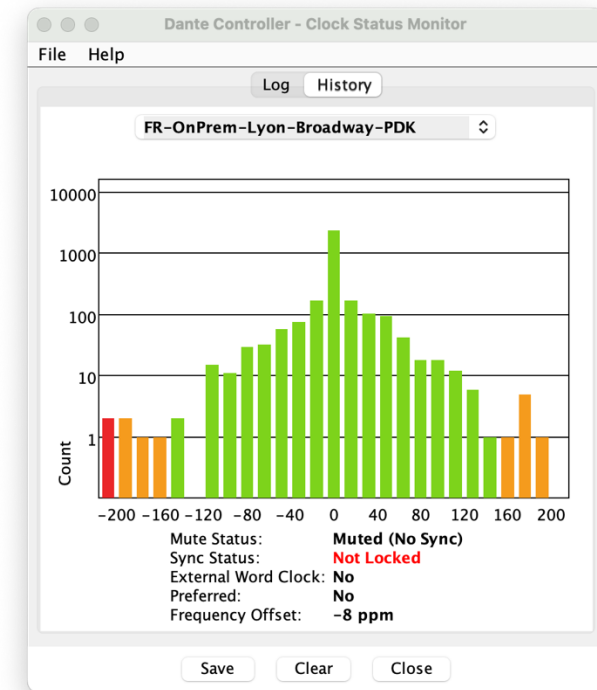 Dante Controller - Clock Status Monitor
File Help
Log History
FR-OnPrem-Lyon-Broadway-PDK
10000
1000
100
10
1
Count
-200 -160 -120 -80 -40 0 40 80 120 160 200
Mute Status: Muted (No Sync)
Sync Status: Not Locked
External Word Clock: No
Preferred: No
Frequency Offset: -8 ppm
Save Clear Close